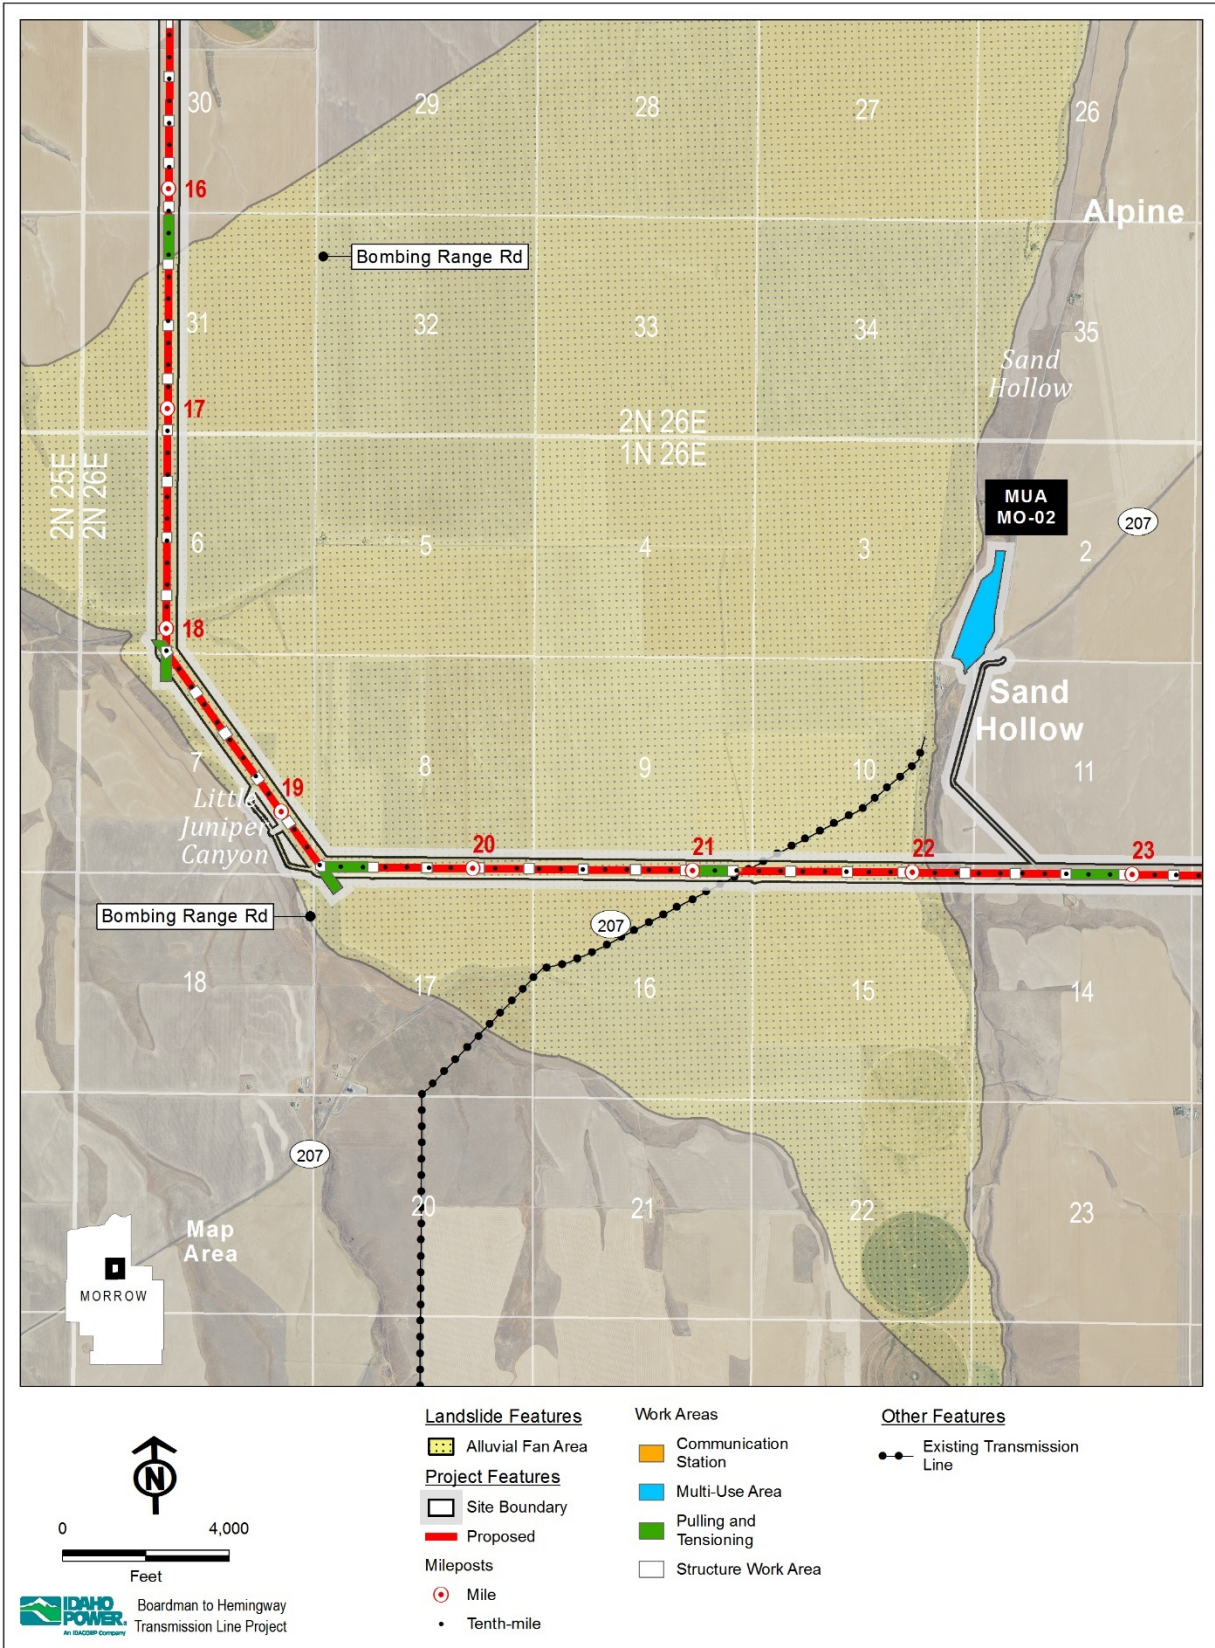 30
29
28
27
26
16
Alpine
Bombing Range Rd
31
32
33
34
35
Sand
Hollow
17
2N 26E
1N 26E
2N 25E
2N 26E
MUA
MO-02
207
6
5
4
3
2
18
Sand
Hollow
7
8
9
10
11
19
Little
Juniper
Canyon
20
21
22
23
Bombing Range Rd
207
18
17
16
15
14
207
20
21
22
23
Map
Area
MORROW
N
0 4,000
Feet
IDAHO
POWER.
An IDACORP Company
Boardman to Hemingway
Transmission Line Project
Landslide Features
Alluvial Fan Area
Project Features
Site Boundary
Proposed
Mileposts
Mile
Tenth-mile
Work Areas
Communication
Station
Multi-Use Area
Pulling and
Tensioning
Structure Work Area
Other Features
Existing Transmission
Line